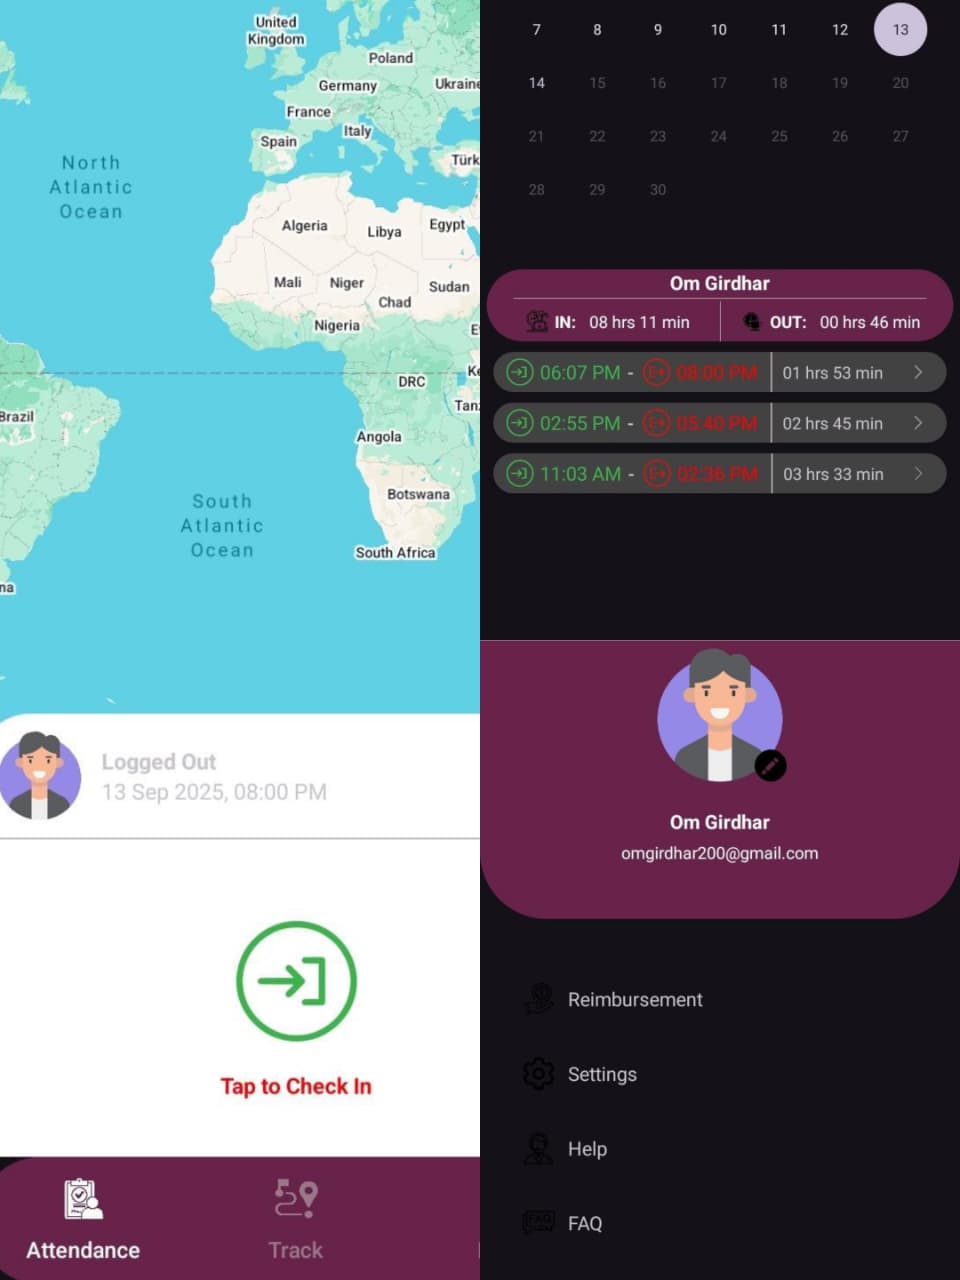 United
Kingdom
Poland
Germany
Ukraine
France
Italy
Spain
Türk
North
Atlantic
Ocean
Algeria
Libya
Egypt
Mali
Niger
Sudan
Chad
Nigeria
E
DRC
Ke
Tanz
Brazil
Angola
South
Atlantic
Ocean
Botswana
South Africa
na
Logged Out
13 Sep 2025, 08:00 PM
Tap to Check In
Attendance
Track
7 8 9 10 11 12 13
14 15 16 17 18 19 20
21 22 23 24 25 26 27
28 29 30
Om Girdhar
IN: 08 hrs 11 min OUT: 00 hrs 46 min
06:07 PM - 08:00 PM 01 hrs 53 min
02:55 PM - 05:40 PM 02 hrs 45 min
11:03 AM - 02:36 PM 03 hrs 33 min
Om Girdhar
omgirdhar200@gmail.com
Reimbursement
Settings
Help
FAQ FAQ